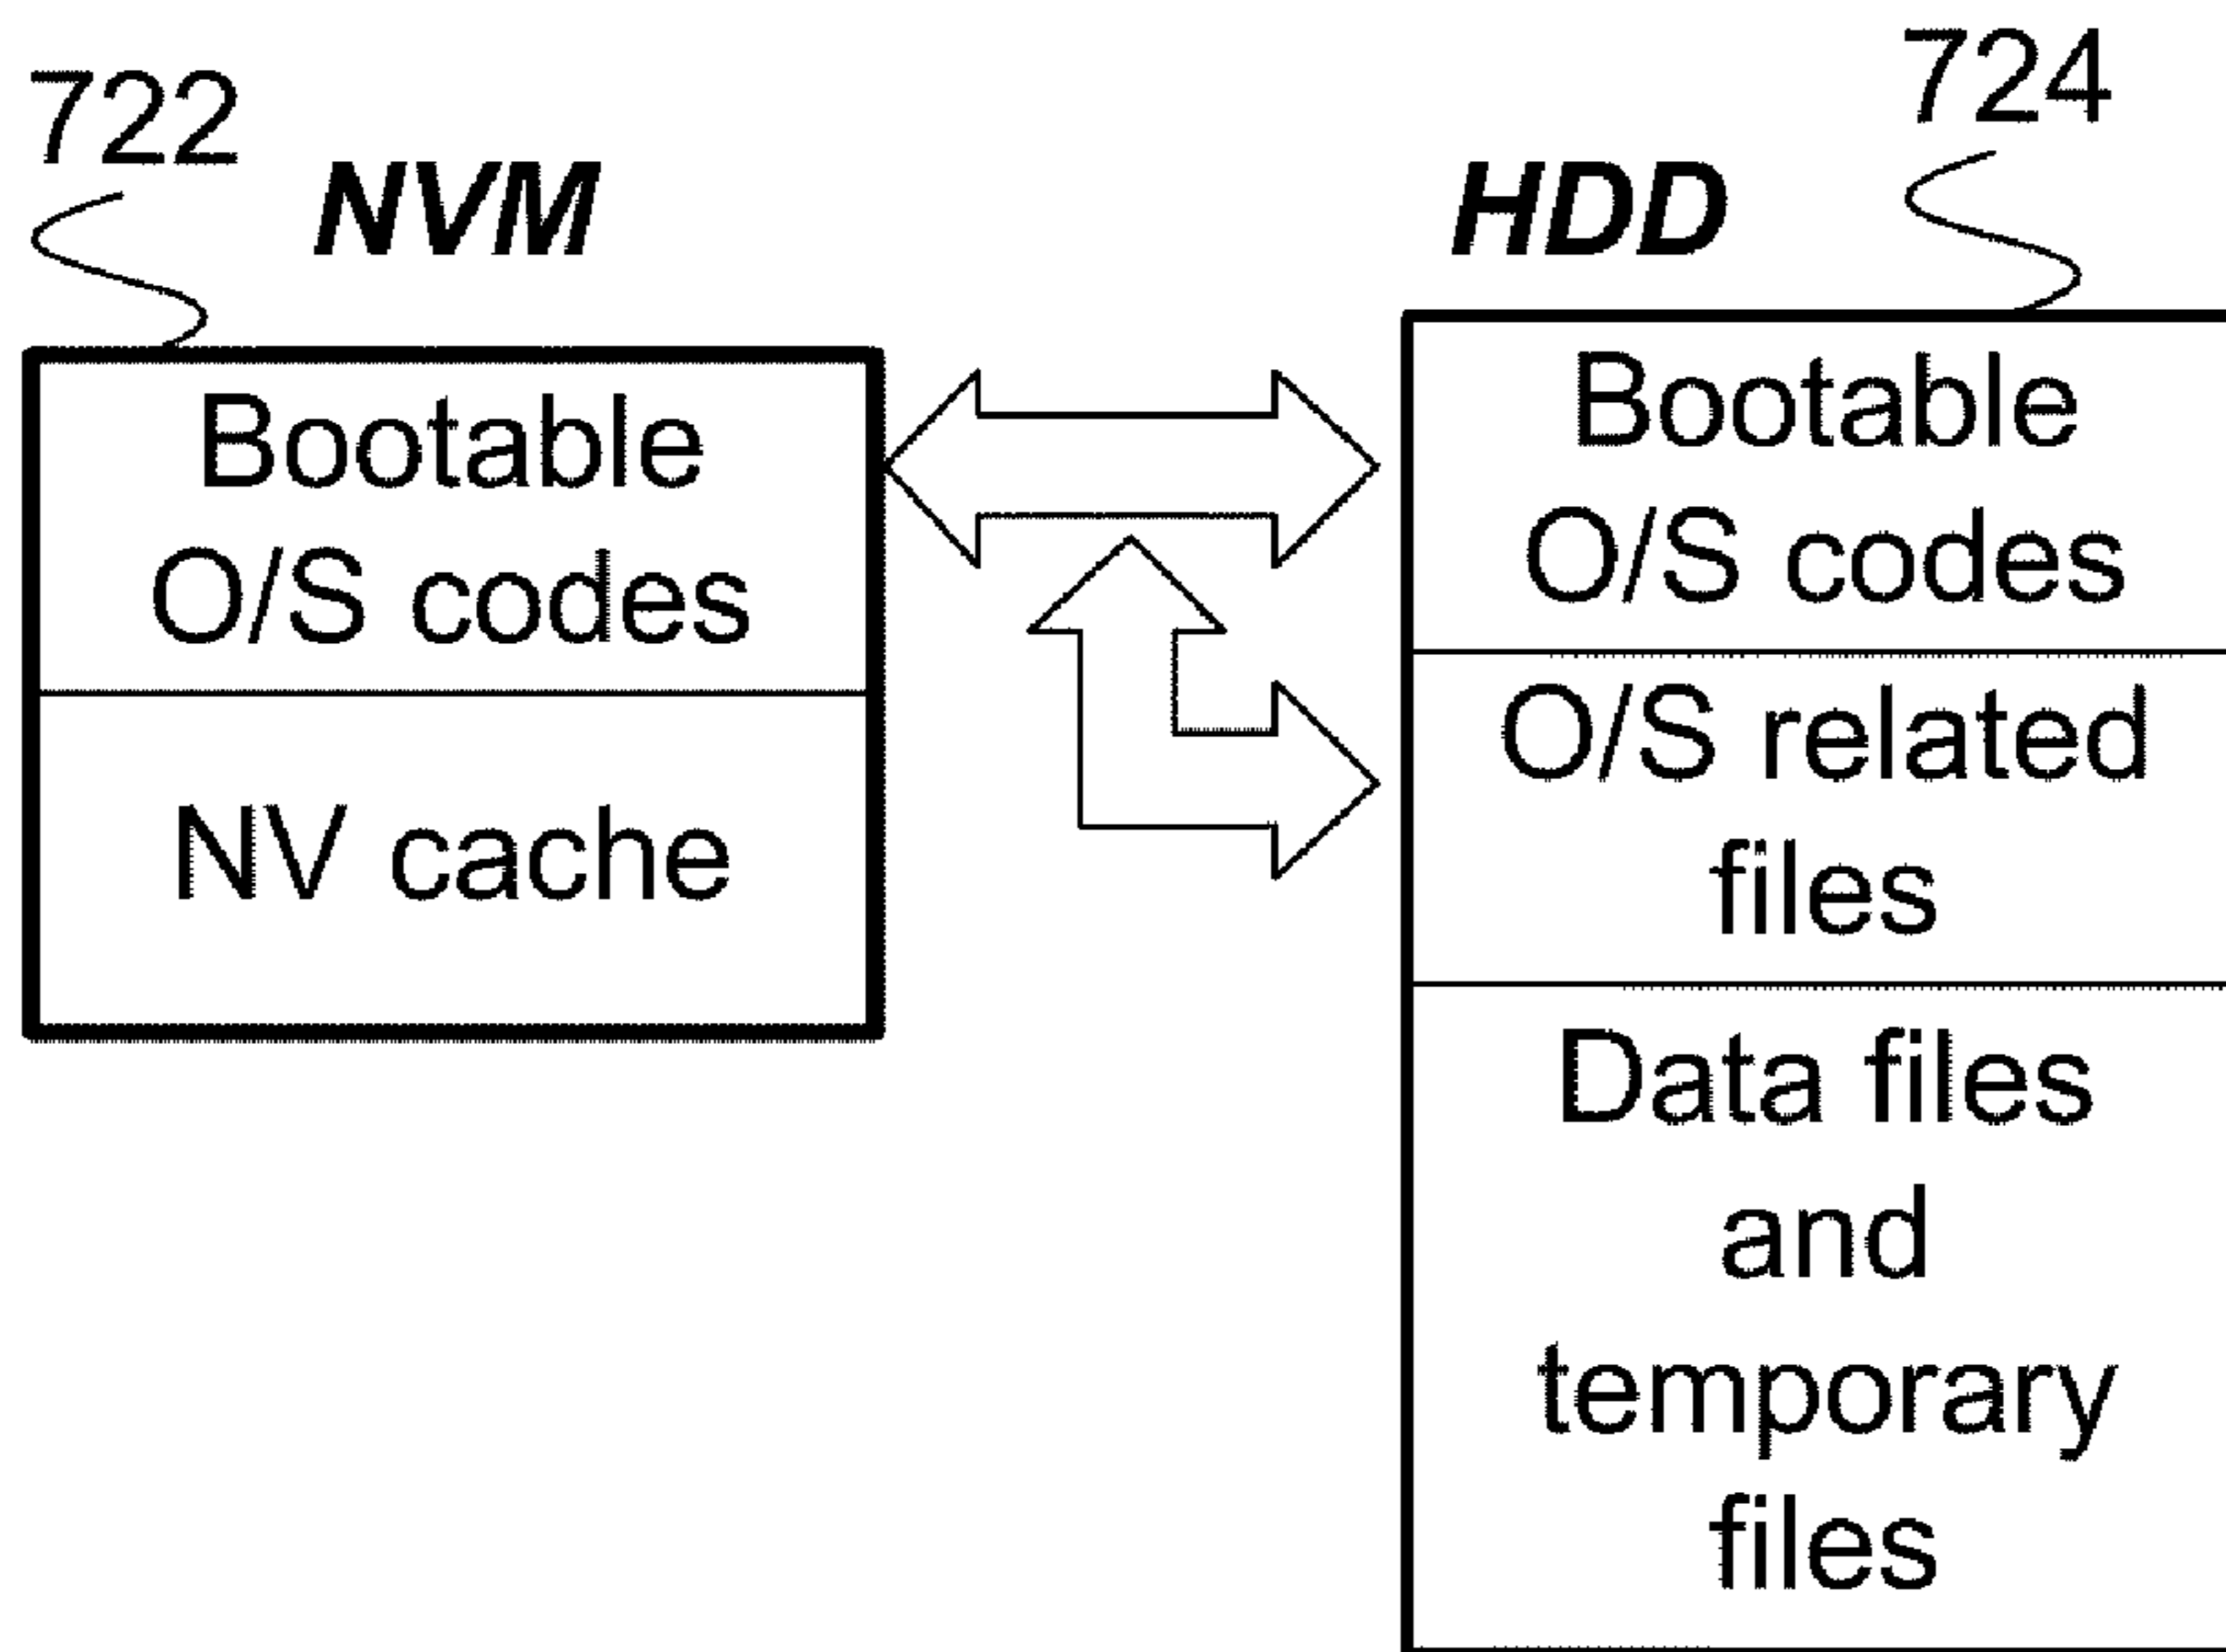 722
NVM
Bootable
O/S codes
NV cache
724
HDD
Bootable
O/S codes
O/S related
files
Data files
and
temporary
files